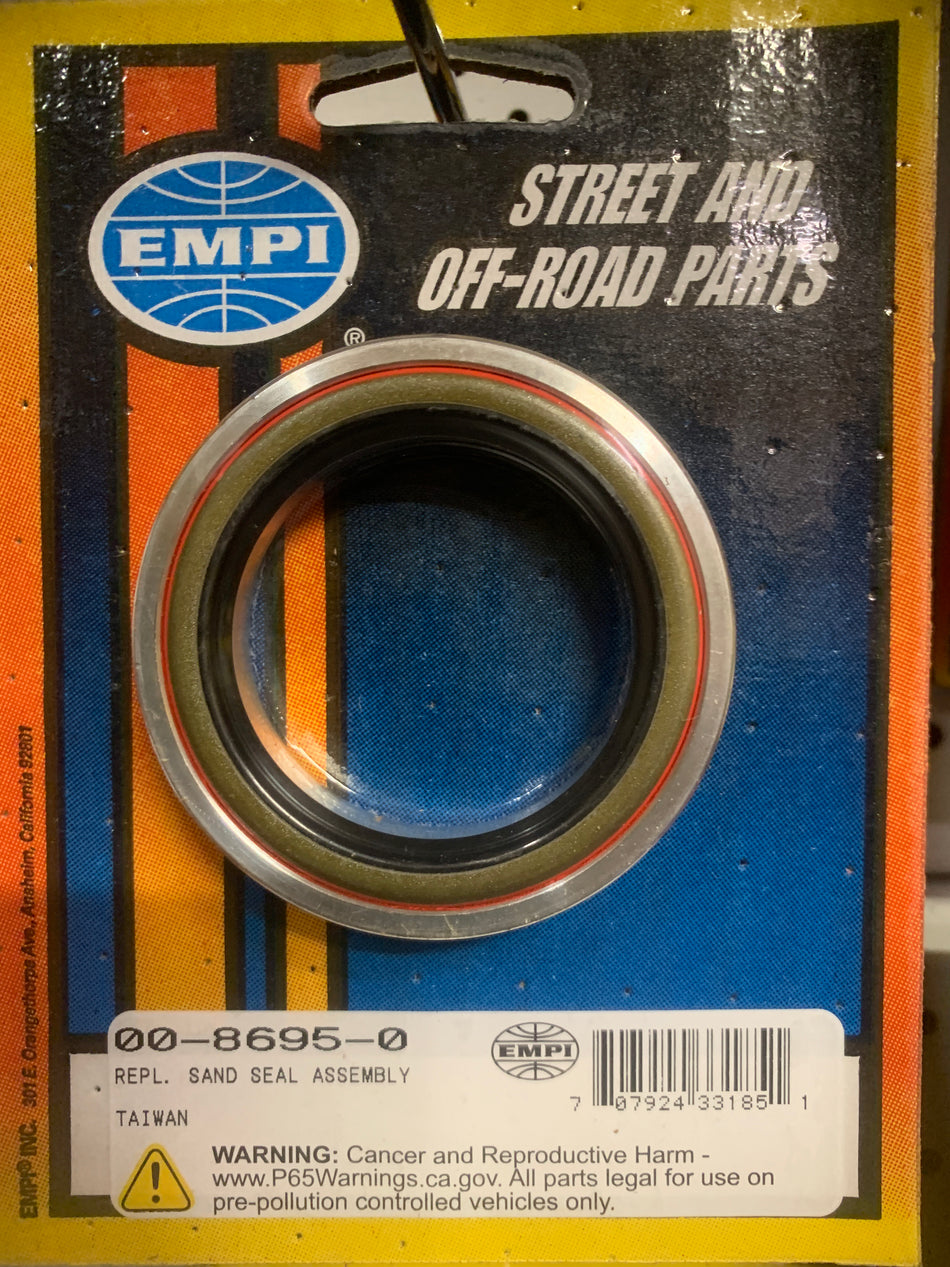 EMPI
®
STREET AND
OFF-ROAD PARTS
EMPI® INC. 301 E. Orangethorpe Ave., Anaheim, California 92801
00-8695-0
EMPI
REPL. SAND SEAL ASSEMBLY
7 07924 33185 1
TAIWAN
WARNING: Cancer and Reproductive Harm -
www.P65Warnings.ca.gov. All parts legal for use on
pre-pollution controlled vehicles only.